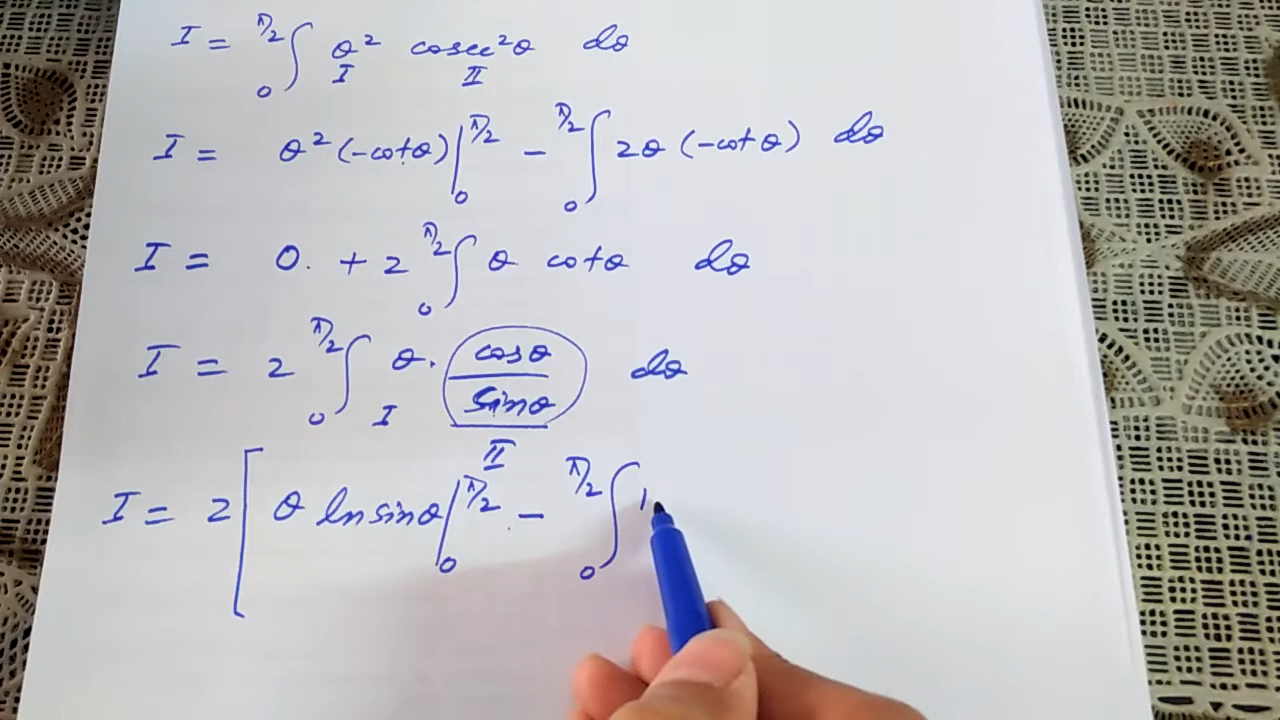 I = π/2 ∫ 0 θ² cosec²θ dθ
I II
I = θ² (-cotθ) | π/2 0 - π/2 ∫ 0 2θ (-cot θ) dθ
I = 0. + 2 π/2 ∫ 0 θ cotθ dθ
I = 2 π/2 ∫ 0 θ. cosθ / sinθ dθ
I II
I = 2 [ θ ln sinθ | π/2 0 - π/2 ∫ 0 1